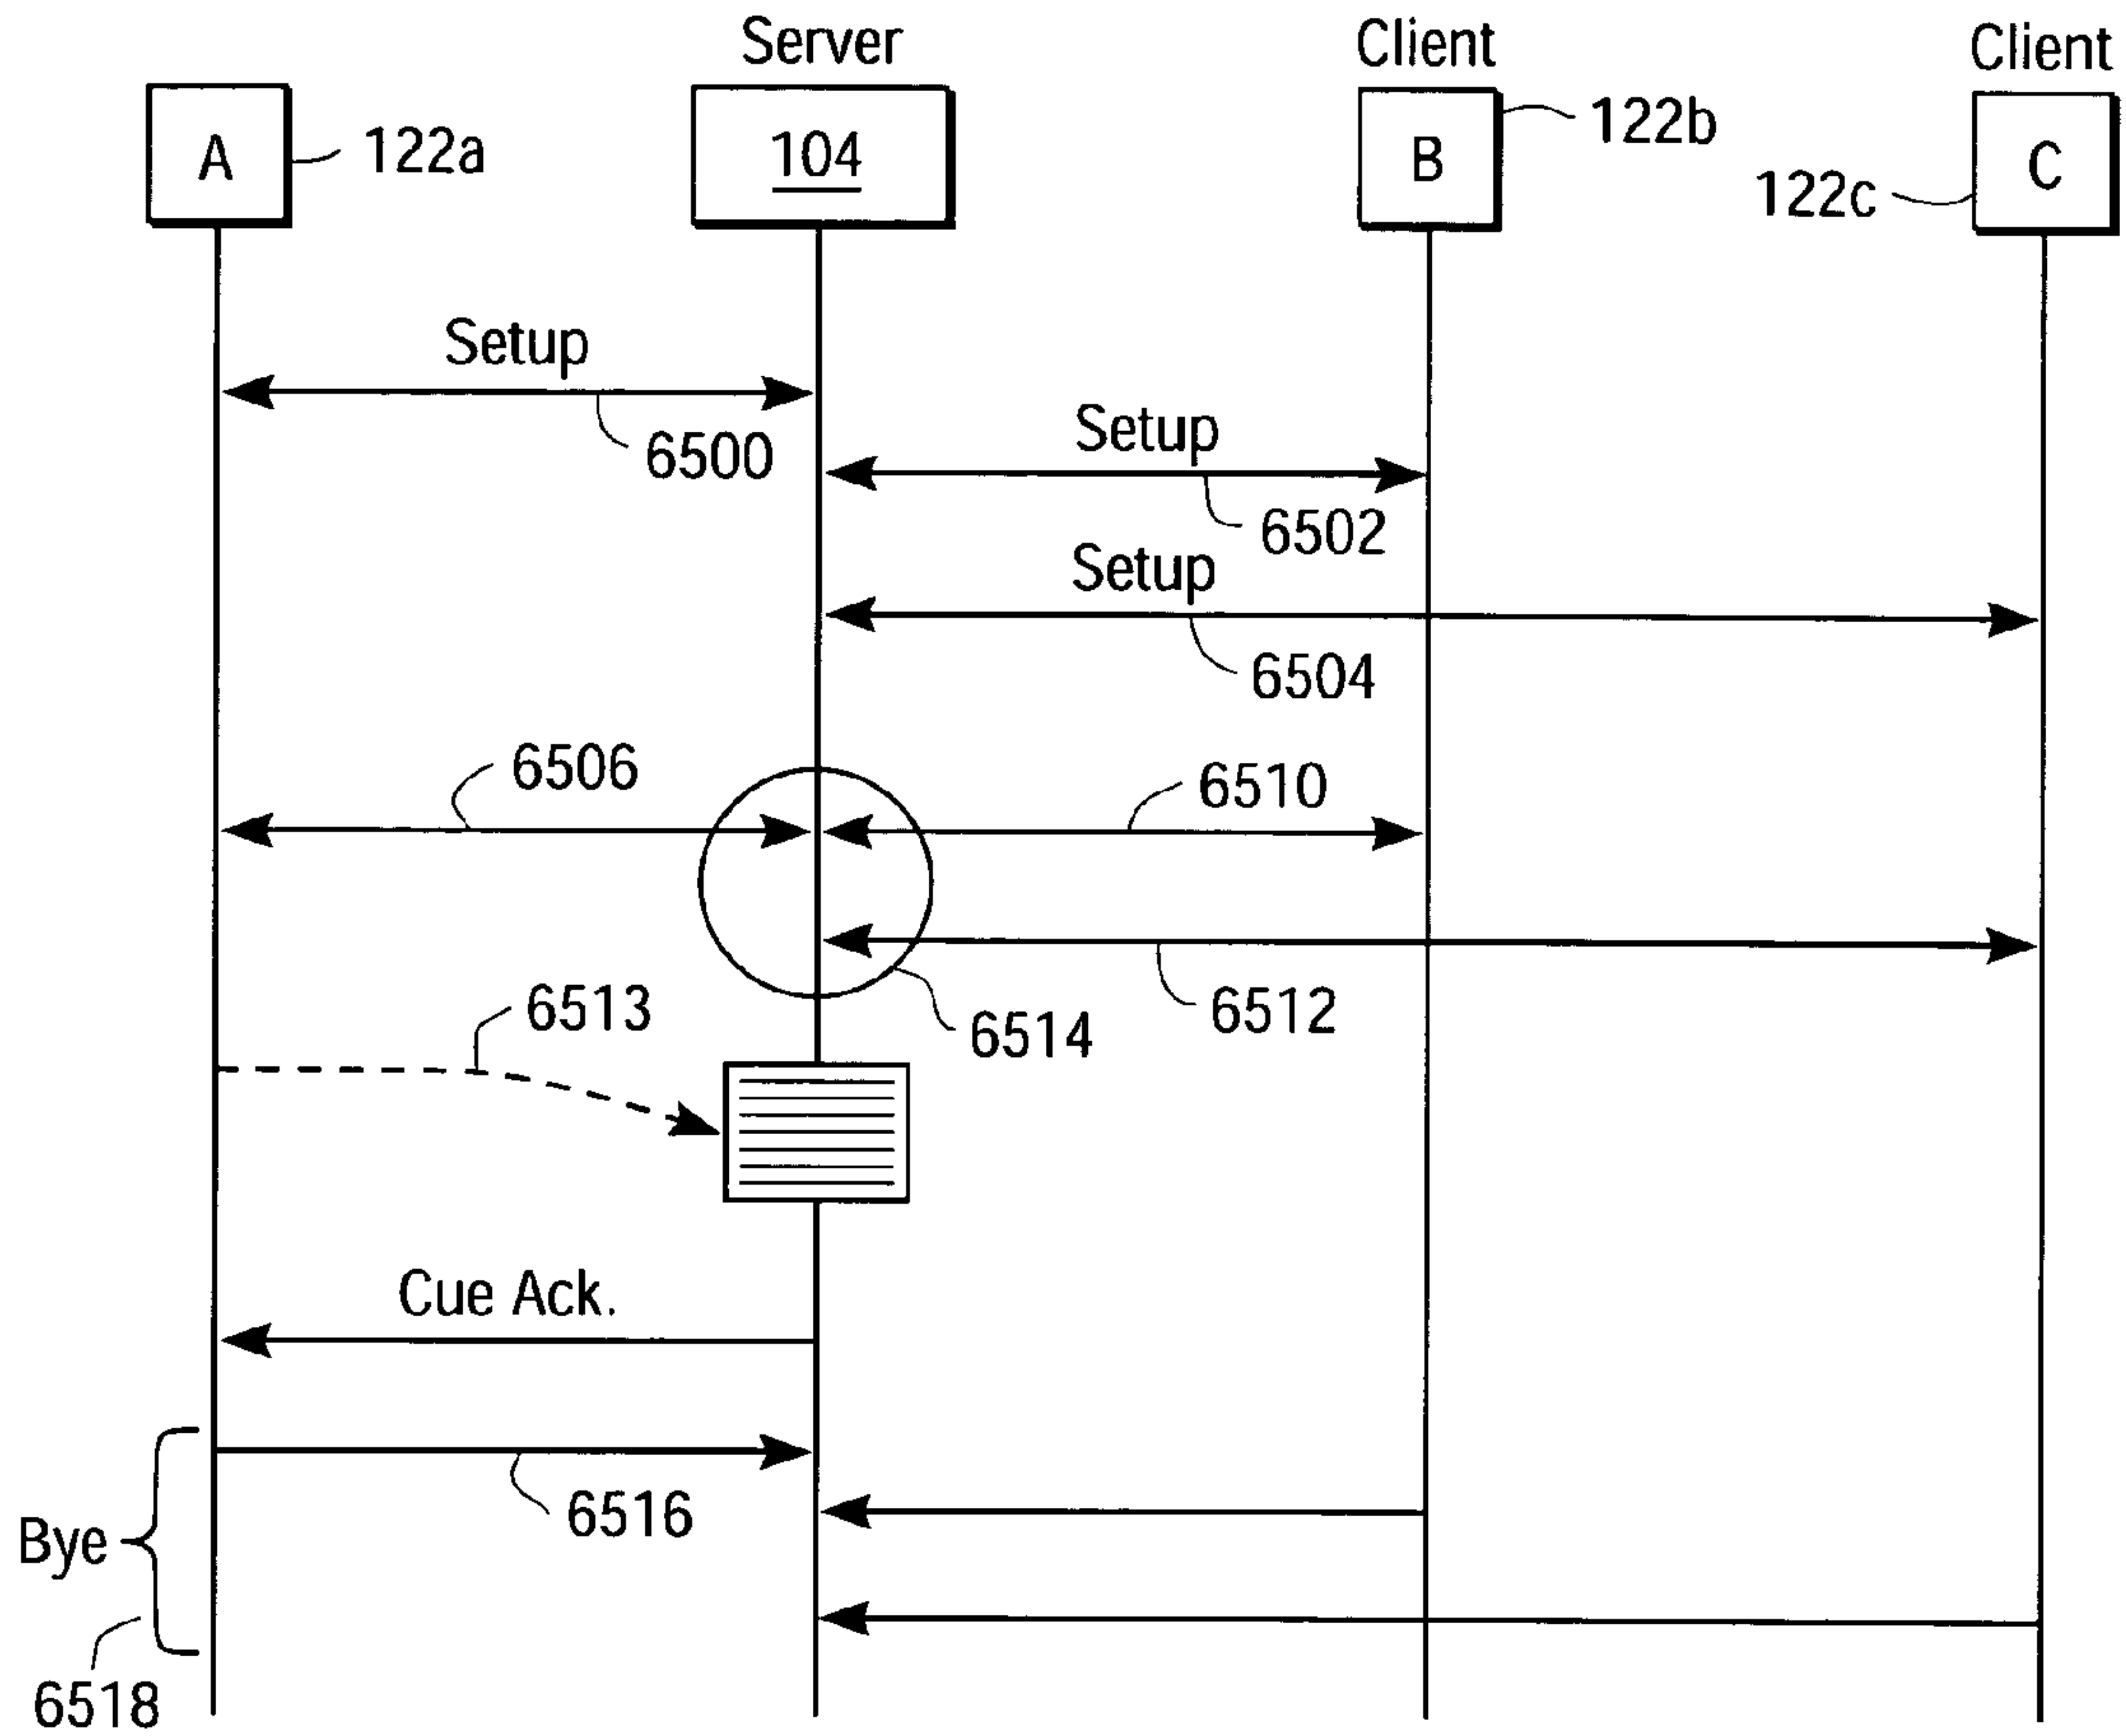 Server
Client
Client
A
122a
104
B
122b
122c
C
Setup
6500
Setup
6502
Setup
6504
6506
6510
6513
6514
6512
Cue Ack.
6516
Bye
6518